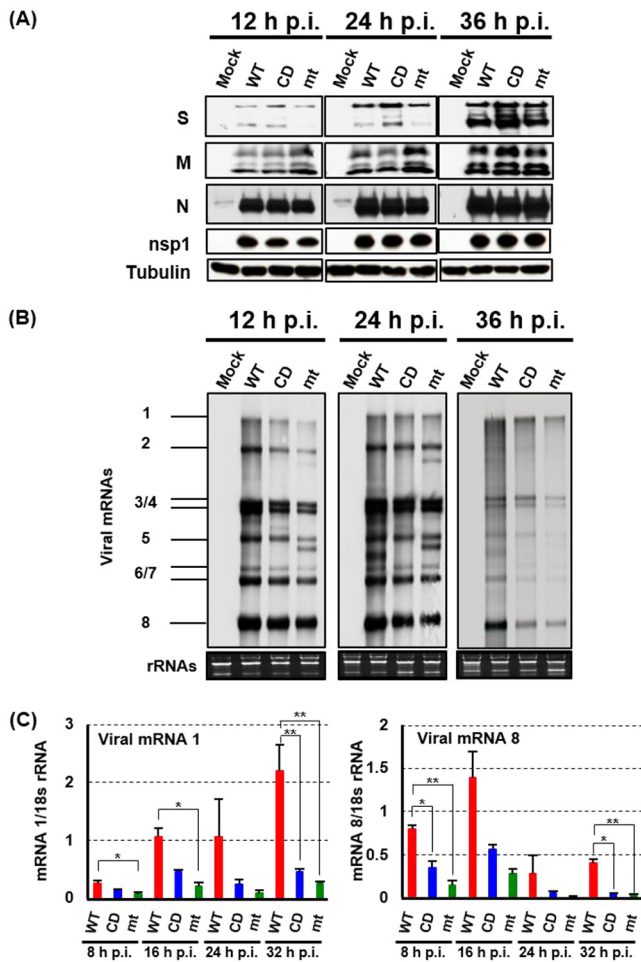 (A)
12 h p.i. 24 h p.i. 36 h p.i.
Mock WT CD mt Mock WT CD mt Mock WT CD mt
S
M
N
nsp1
Tubulin
(B)
12 h p.i. 24 h p.i. 36 h p.i.
Mock WT CD mt Mock WT CD mt Mock WT CD mt
Viral mRNAs
1
2
3/4
5
6/7
8
rRNAs
(C)
mRNA 1/18s rRNA
Viral mRNA 1
3
2
1
0
* * ** **
WT CD mt WT CD mt WT CD mt WT CD mt
8 h p.i. 16 h p.i. 24 h p.i. 32 h p.i.
mRNA 8/18s rRNA
Viral mRNA 8
2
1.5
1
0.5
0
* ** * **
WT CD mt WT CD mt WT CD mt WT CD mt
8 h p.i. 16 h p.i. 24 h p.i. 32 h p.i.